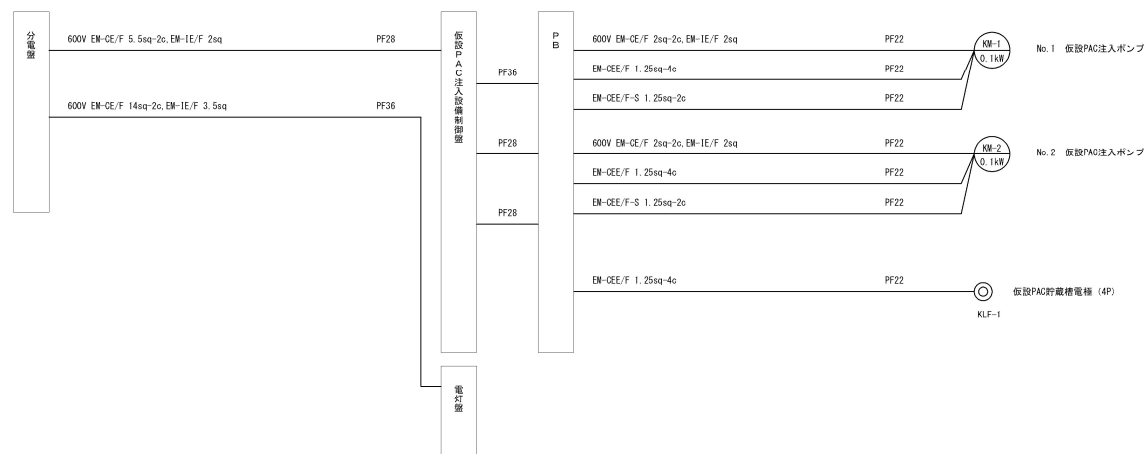 分電盤
600V EM-CE/F 5.5sq-2c,EM-IE/F 2sq
PF28
600V EM-CE/F 14sq-2c,EM-IE/F 3.5sq
PF36
仮設PAC注入設備制御盤
電灯盤
PF36
PF28
PF28
PB
600V EM-CE/F 2sq-2c,EM-IE/F 2sq
PF22
EM-CEE/F 1.25sq-4c
PF22
EM-CEE/F-S 1.25sq-2c
PF22
KM-1
0.1kW
No.1 仮設PAC注入ポンプ
600V EM-CE/F 2sq-2c,EM-IE/F 2sq
PF22
EM-CEE/F 1.25sq-4c
PF22
EM-CEE/F-S 1.25sq-2c
PF22
KM-2
0.1kW
No.2 仮設PAC注入ポンプ
EM-CEE/F 1.25sq-4c
PF22
仮設PAC貯蔵槽電極 (4P)
KLF-1